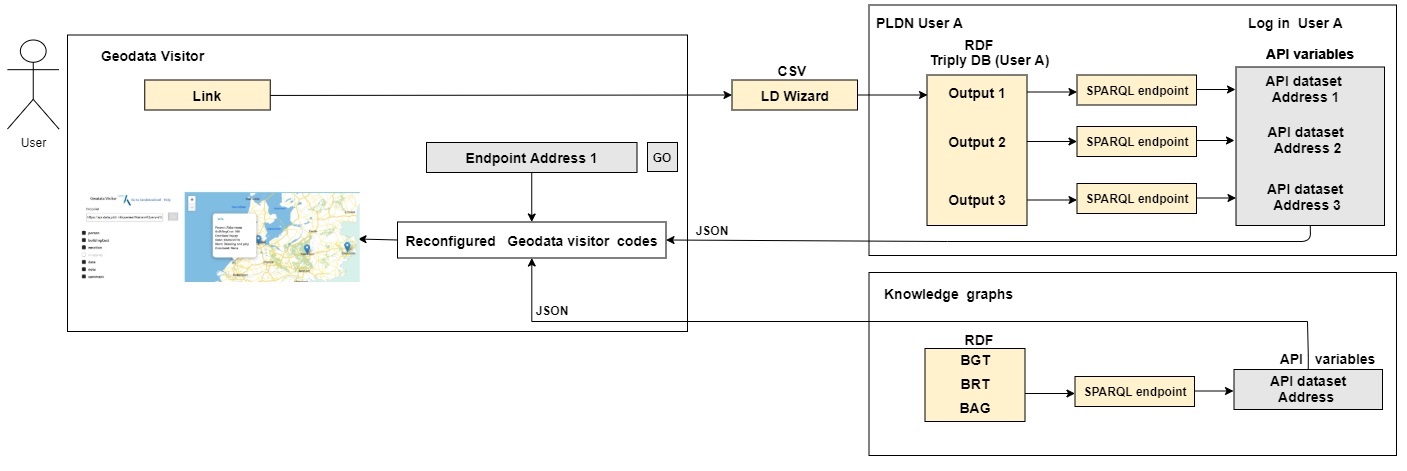 User
Geodata Visitor
Link
Endpoint Address 1
GO
Reconfigured Geodata visitor codes
Geodata Visitor
CSV
LD Wizard
PLDN User A
Log in User A
RDF
Triply DB (User A)
API variables
Output 1
SPARQL endpoint
API dataset
Address 1
Output 2
SPARQL endpoint
API dataset
Address 2
Output 3
SPARQL endpoint
API dataset
Address 3
JSON
JSON
Knowledge graphs
RDF
BGT
BRT
BAG
SPARQL endpoint
API variables
API dataset
Address